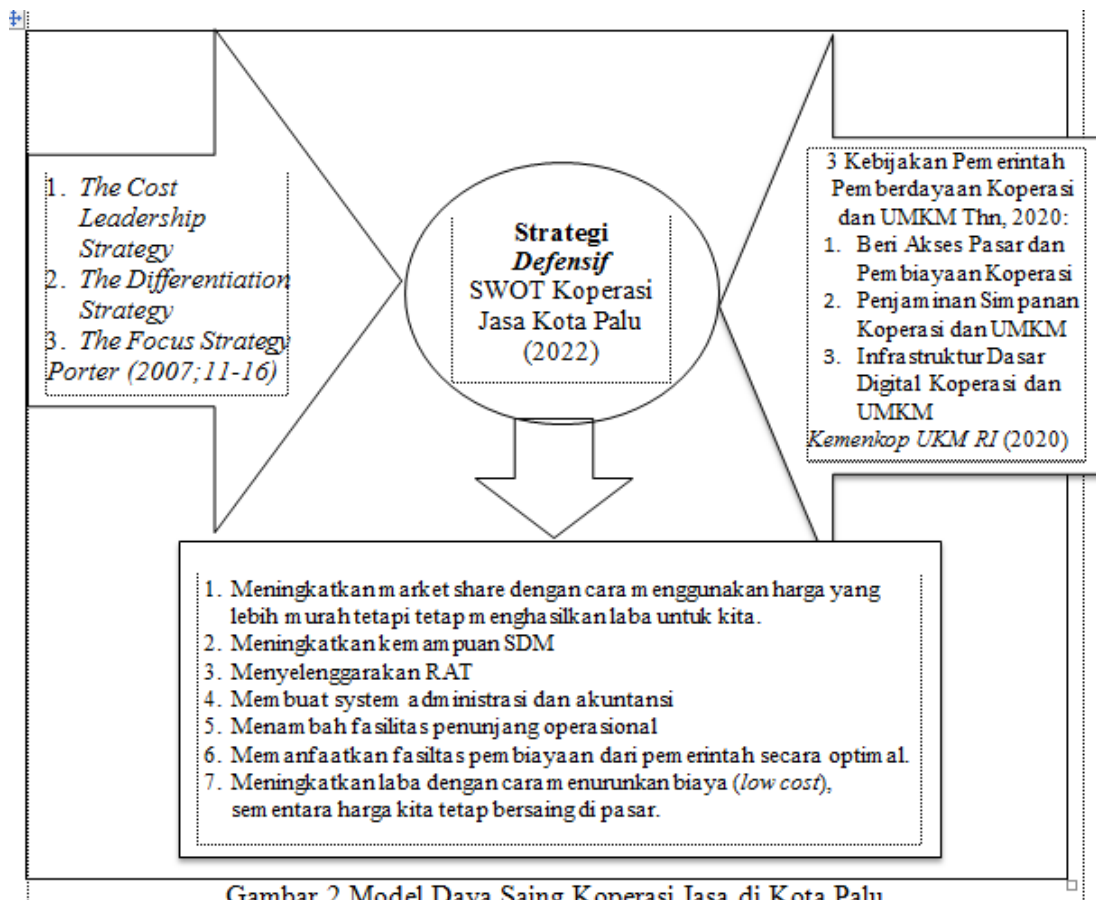 1. The Cost
Leadership
Strategy
2. The Differentiation
Strategy
3. The Focus Strategy
Porter (2007;11-16)
Strategi
Defensif
SWOT Koperasi
Jasa Kota Palu
(2022)
3 Kebijakan Pemerintah
Pemberdayaan Koperasi
dan UMKM Thn, 2020:
1. Beri Akses Pasar dan
Pembiayaan Koperasi
2. Penjaminan Simpanan
Koperasi dan UMKM
3. Infrastruktur Dasar
Digital Koperasi dan
UMKM
Kemenkop UKM RI (2020)
1. Meningkatkan market share dengan cara menggunakan harga yang
lebih murah tetapi tetap menghasilkan laba untuk kita.
2. Meningkatkan kemampuan SDM
3. Menyelenggarakan RAT
4. Membuat system administrasi dan akuntansi
5. Menambah fasilitas penunjang operasional
6. Memanfaatkan fasiltas pembiayaan dari pemerintah secara optimal.
7. Meningkatkan laba dengan cara menurunkan biaya (low cost),
sementara harga kita tetap bersaing di pasar.
Gambar 2 Model Daya Saing Koperasi Jasa di Kota Palu